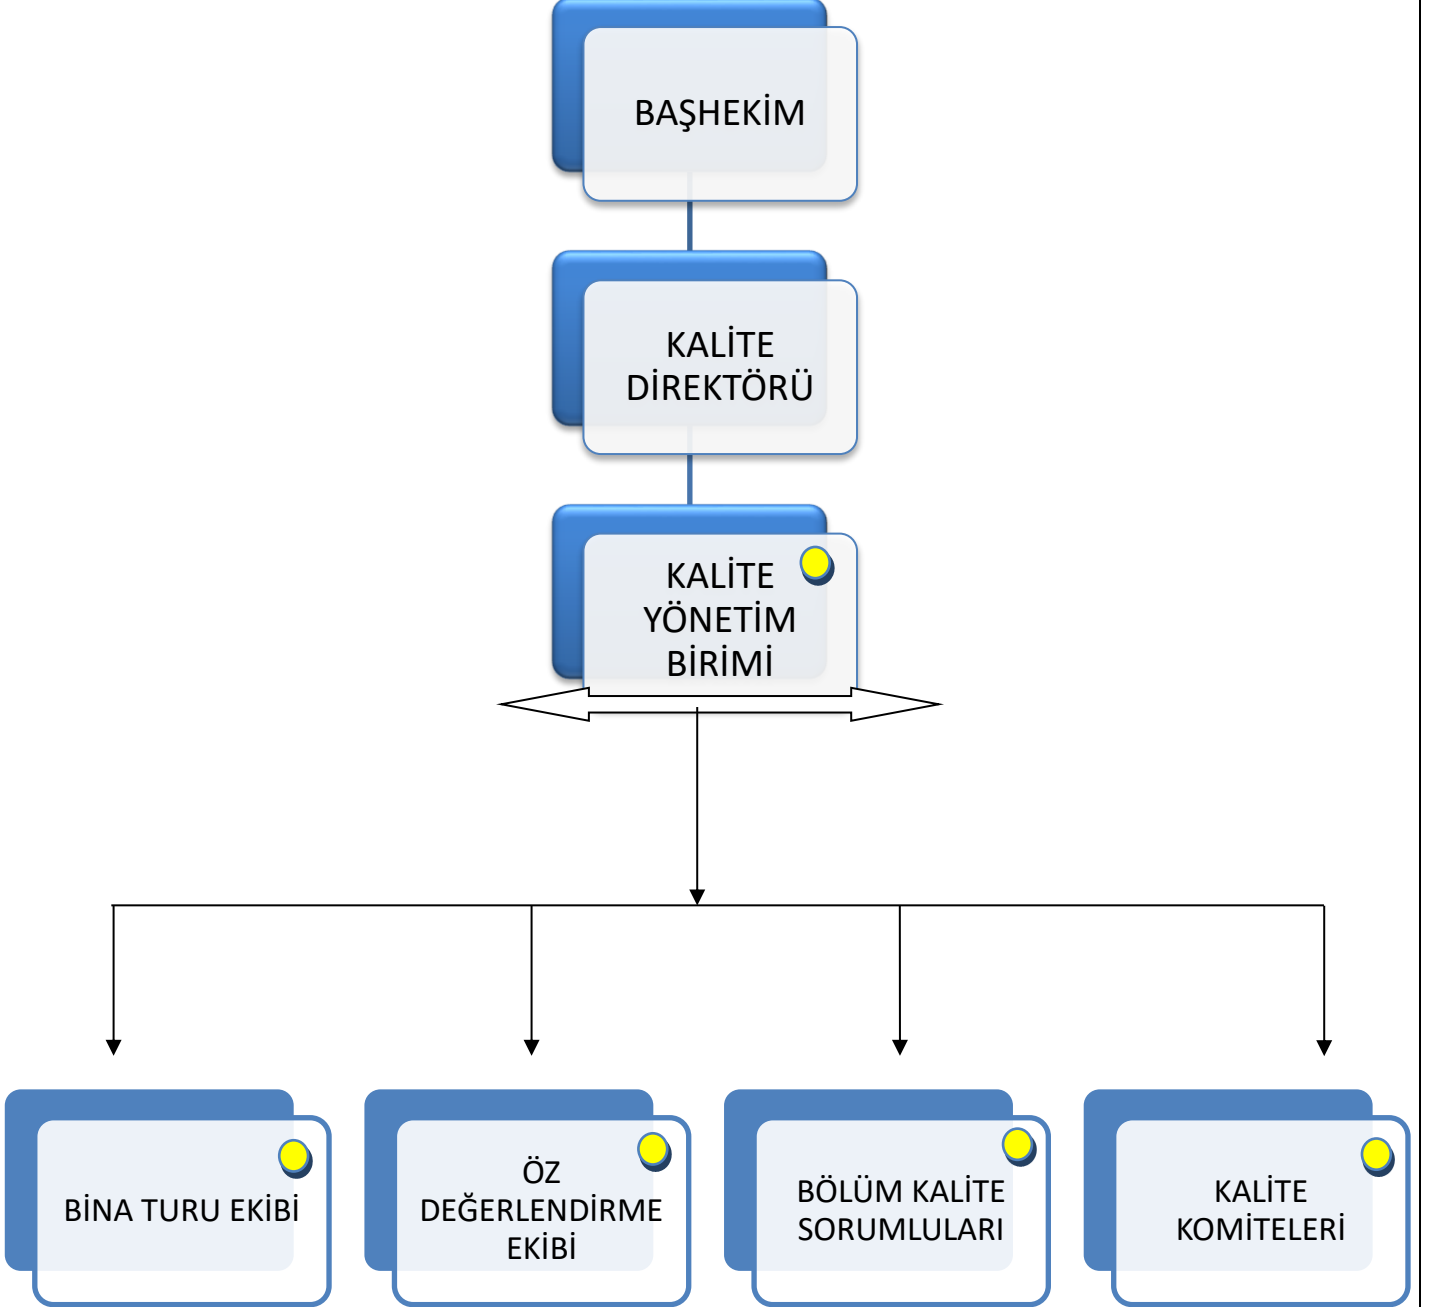 BAŞHEKİM
KALİTE
DİREKTÖRÜ
KALİTE
YÖNETİM
BİRİMİ
BİNA TURU EKİBİ
ÖZ
DEĞERLENDİRME
EKİBİ
BÖLÜM KALİTE
SORUMLULARI
KALİTE
KOMİTELERİ